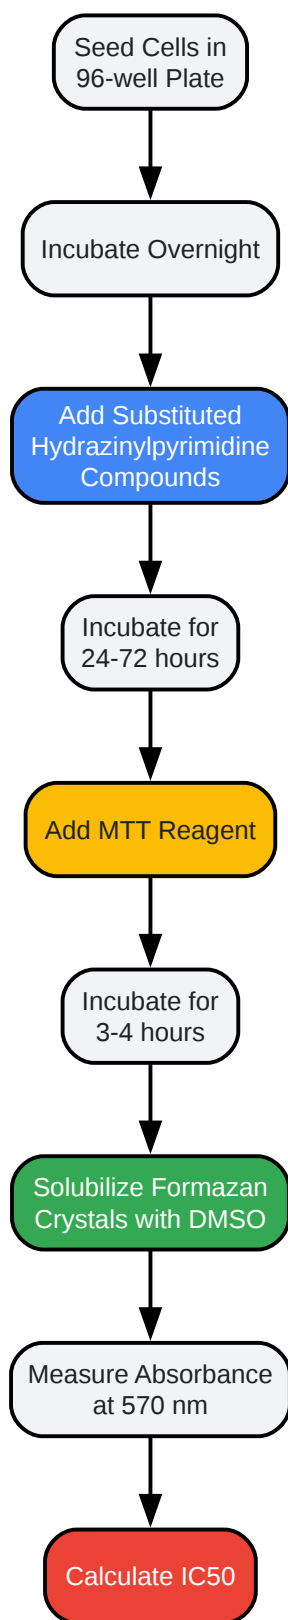 Seed Cells in
96-well Plate
Incubate Overnight
Add Substituted
Hydrazinylpyrimidine
Compounds
Incubate for
24-72 hours
Add MTT Reagent
Incubate for
3-4 hours
Solubilize Formazan
Crystals with DMSO
Measure Absorbance
at 570 nm
Calculate IC50